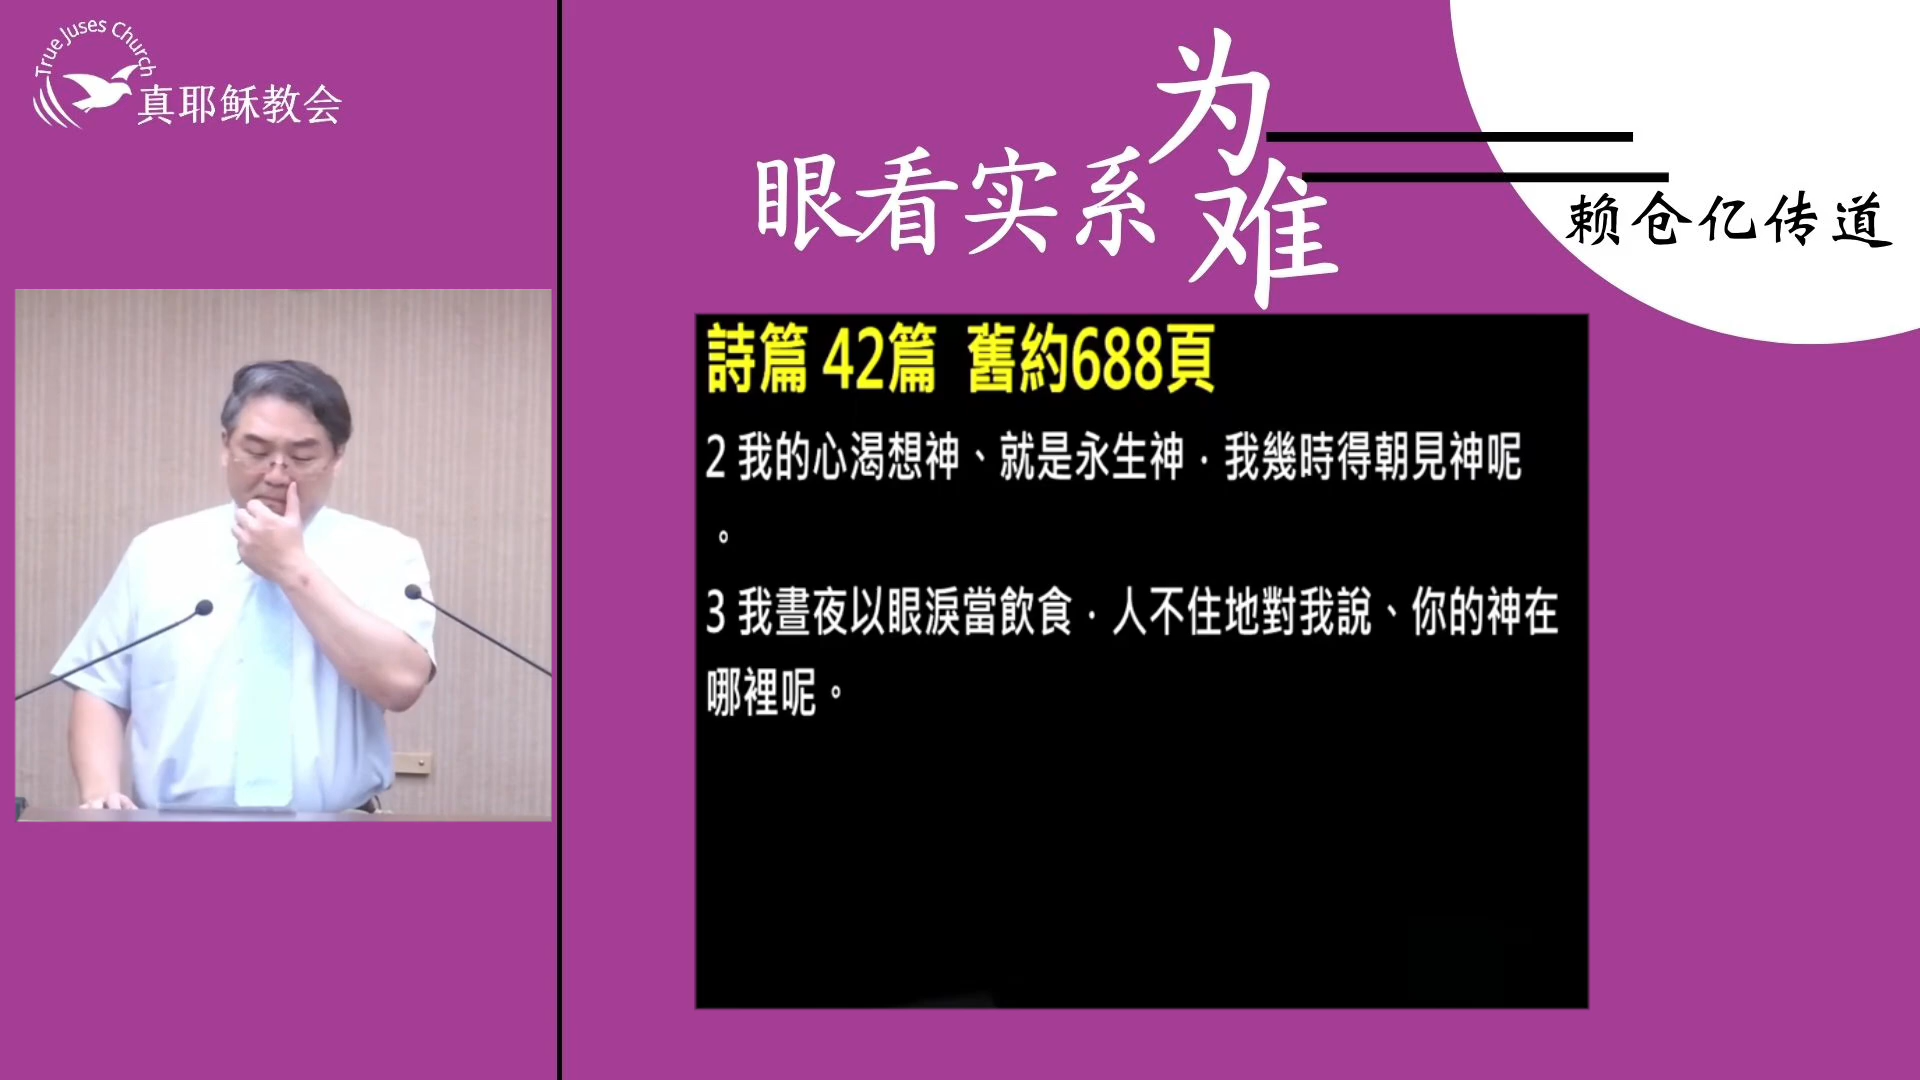 True Juses Church
真耶稣教会
眼看实系为难
赖仓亿传道
詩篇 42篇 舊約688頁
2 我的心渴想神、就是永生神．我幾時得朝見神呢
。
3 我晝夜以眼淚當飲食．人不住地對我說、你的神在
哪裡呢。